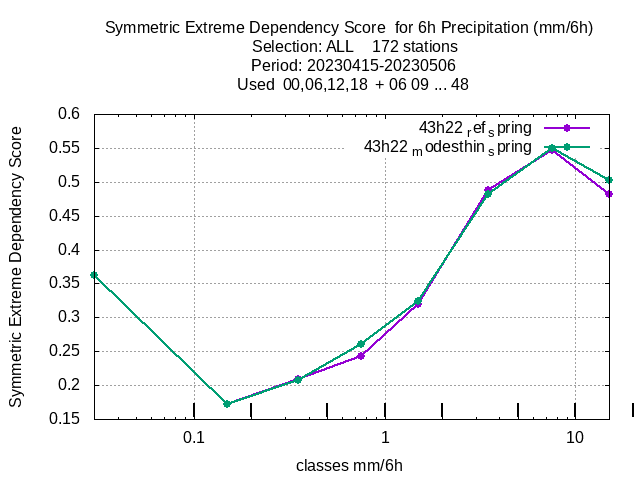 Symmetric Extreme Dependency Score for 6h Precipitation (mm/6h)
Selection: ALL 172 stations
Period: 20230415-20230506
Used 00,06,12,18 + 06 09 ... 48
43h22 ref spring
43h22 modesthin spring
Symmetric Extreme Dependency Score
0.6
0.55
0.5
0.45
0.4
0.35
0.3
0.25
0.2
0.15
0.1
1
10
classes mm/6h